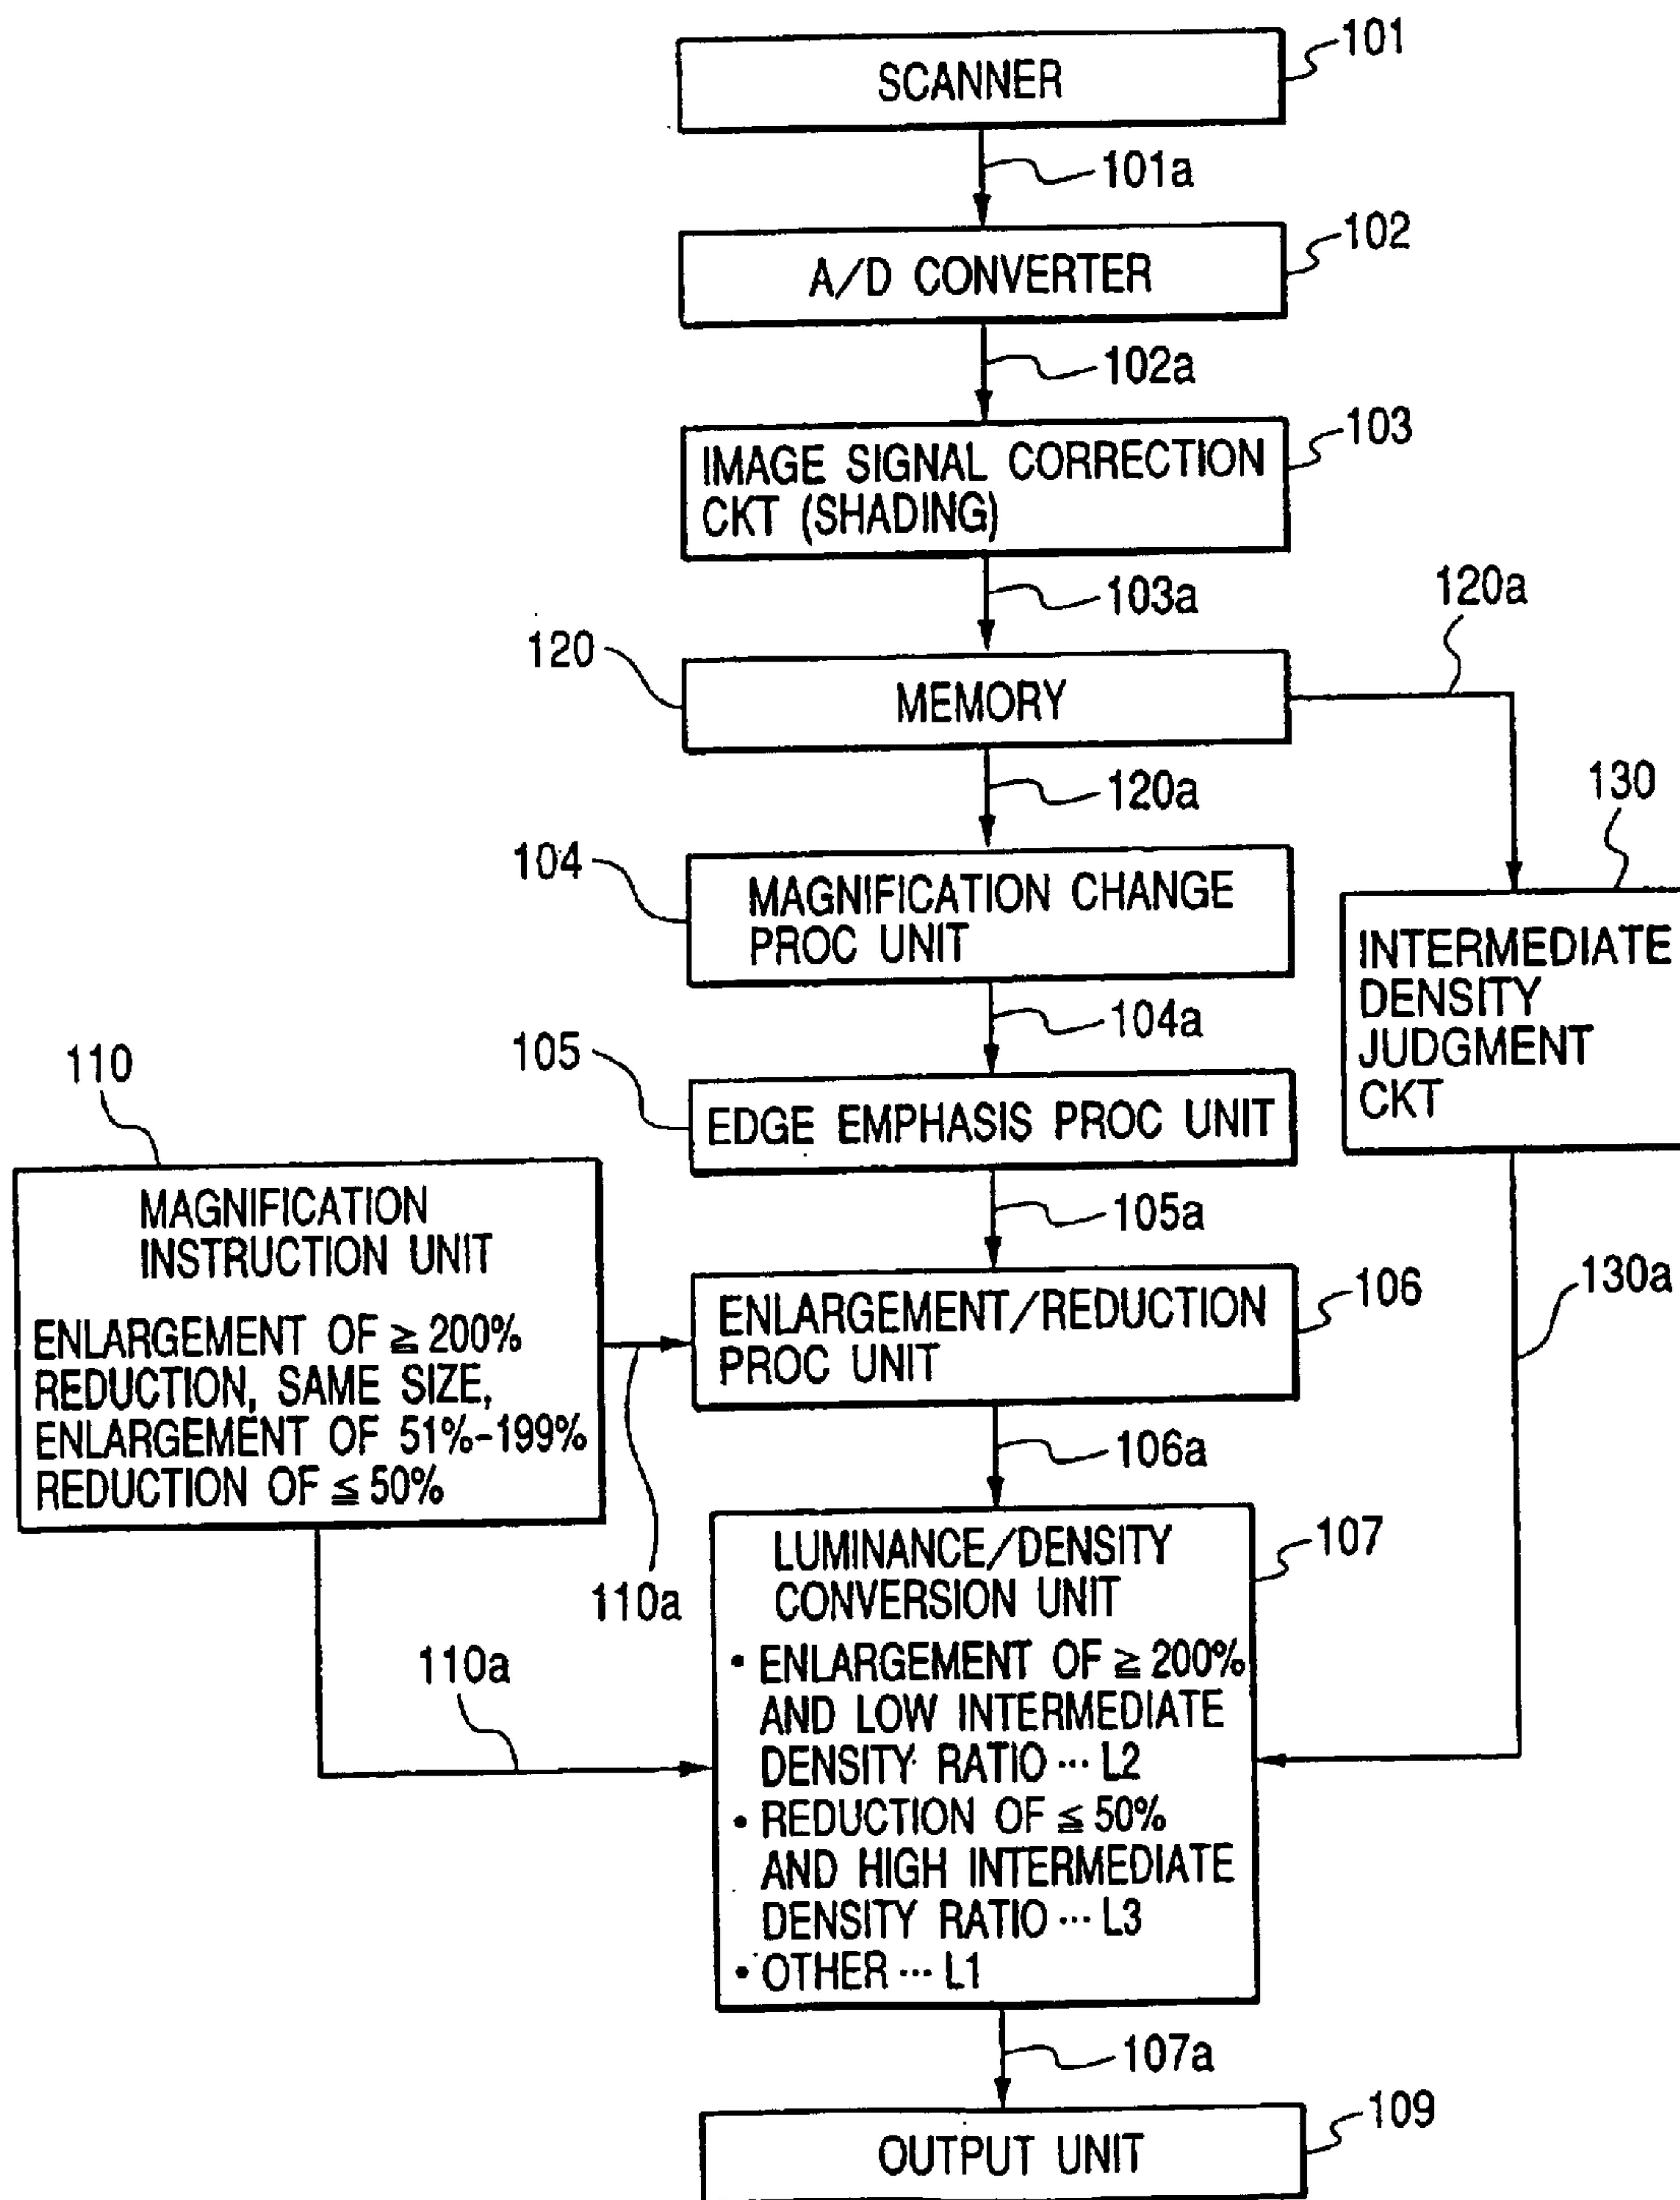 101
SCANNER
101a
102
A/D CONVERTER
102a
103
IMAGE SIGNAL CORRECTION
CKT (SHADING)
103a
120a
120
MEMORY
120a
130
104
MAGNIFICATION CHANGE
PROC UNIT
INTERMEDIATE
DENSITY
JUDGMENT
CKT
104a
105
EDGE EMPHASIS PROC UNIT
110
MAGNIFICATION
INSTRUCTION UNIT
ENLARGEMENT OF ≧ 200%
REDUCTION, SAME SIZE,
ENLARGEMENT OF 51%-199%
REDUCTION OF ≦ 50%
105a
130a
106
ENLARGEMENT/REDUCTION
PROC UNIT
106a
110a
110a
107
LUMINANCE/DENSITY
CONVERSION UNIT
• ENLARGEMENT OF ≧ 200%
AND LOW INTERMEDIATE
DENSITY RATIO ··· L2
• REDUCTION OF ≦ 50%
AND HIGH INTERMEDIATE
DENSITY RATIO ··· L3
• OTHER ··· L1
107a
109
OUTPUT UNIT